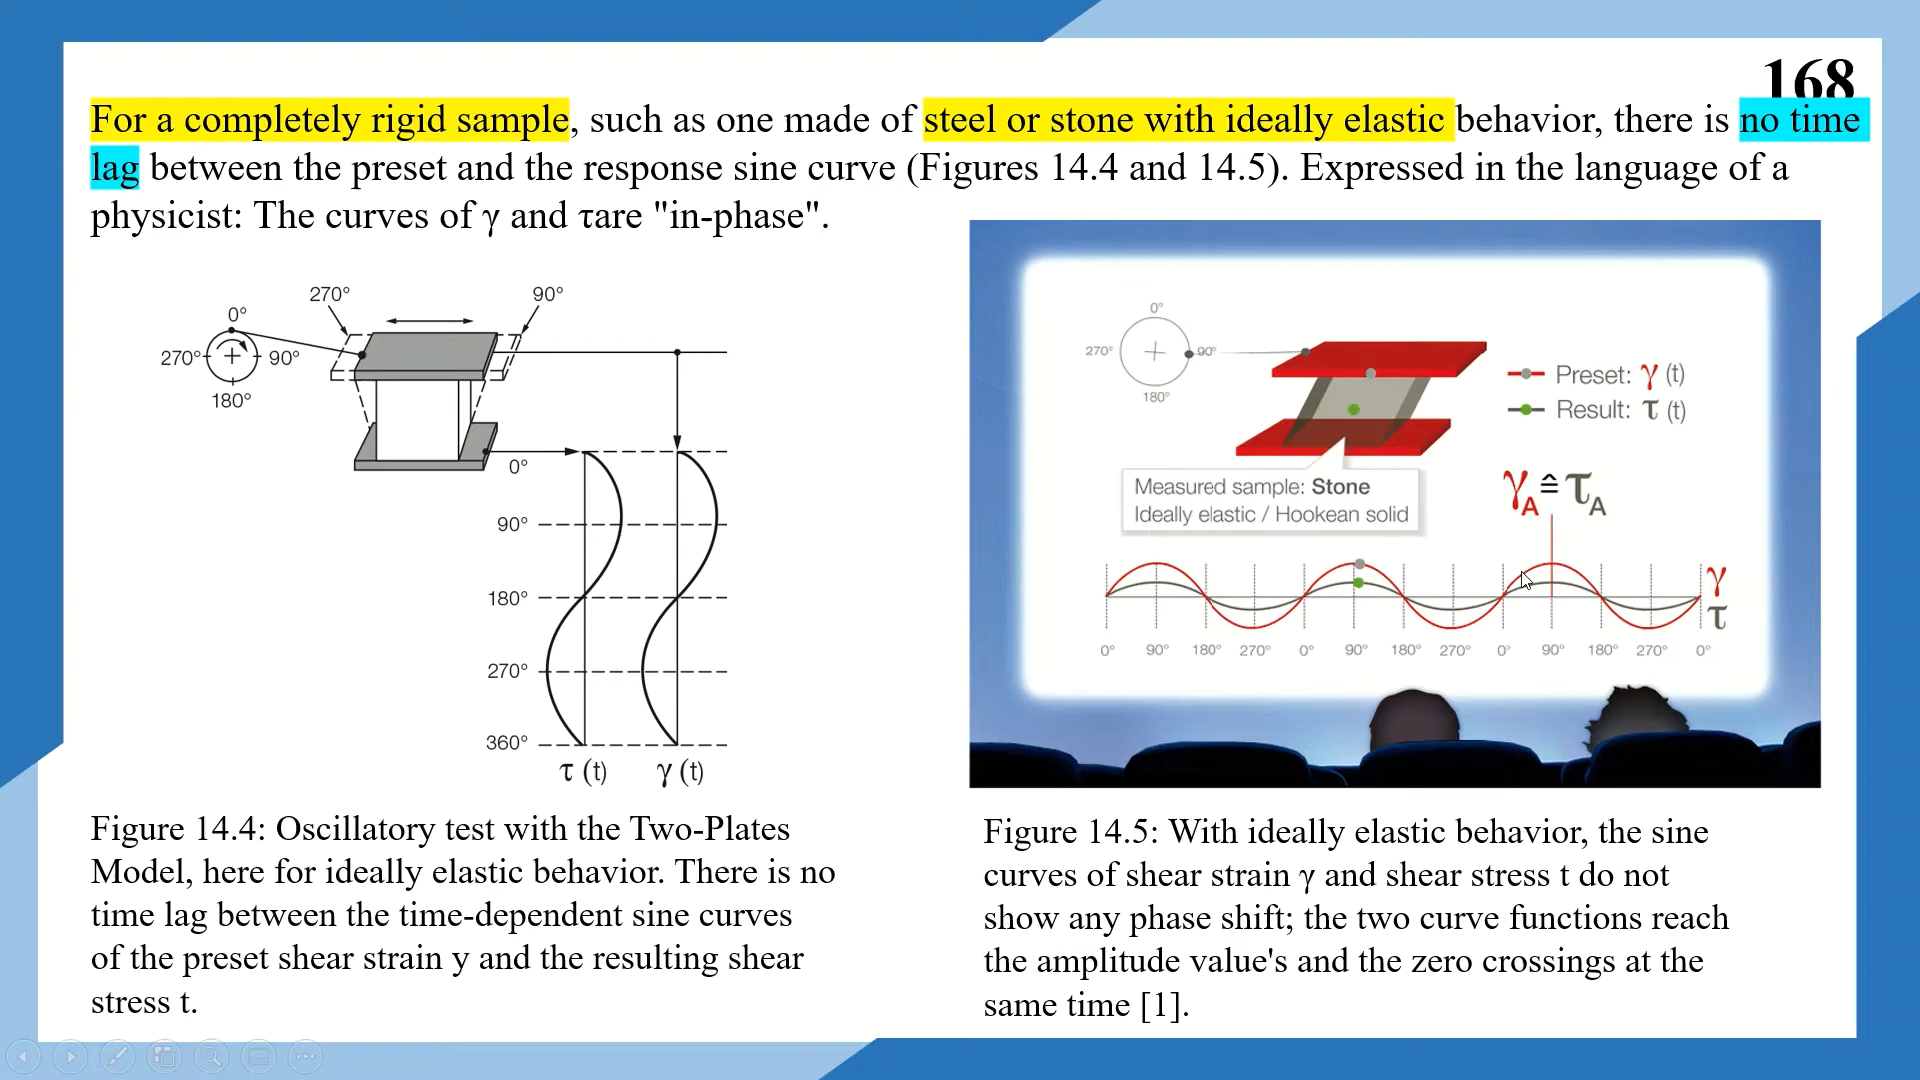 168
For a completely rigid sample, such as one made of steel or stone with ideally elastic behavior, there is no time
lag between the preset and the response sine curve (Figures 14.4 and 14.5). Expressed in the language of a
physicist: The curves of γ and τare "in-phase".
270° 90°
0°
270° 90°
180°
0°
90°
180°
270°
360°
τ (t) γ (t)
0°
270° 90°
180°
Preset: γ (t)
Result: τ (t)
Measured sample: Stone
Ideally elastic / Hookean solid
γA ≙ τA
γ
τ
0° 90° 180° 270° 0° 90° 180° 270° 0° 90° 180° 270° 0°
Figure 14.4: Oscillatory test with the Two-Plates
Model, here for ideally elastic behavior. There is no
time lag between the time-dependent sine curves
of the preset shear strain y and the resulting shear
stress t.
Figure 14.5: With ideally elastic behavior, the sine
curves of shear strain γ and shear stress t do not
show any phase shift; the two curve functions reach
the amplitude value's and the zero crossings at the
same time [1].